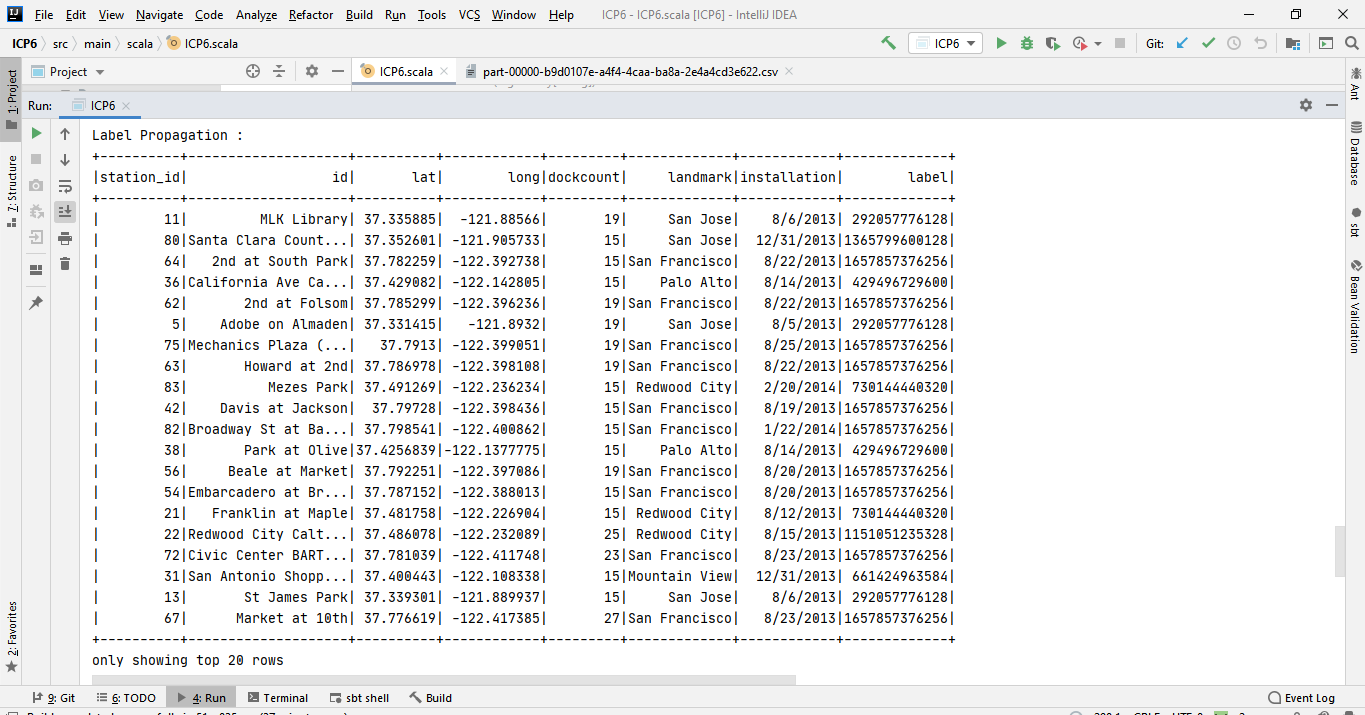 File Edit View Navigate Code Analyze Refactor Build Run Tools VCS Window Help ICP6 - ICP6.scala [ICP6] - IntelliJ IDEA
ICP6 src main scala ICP6.scala ICP6 Git:
Project ICP6.scala part-00000-b9d0107e-a4f4-4caa-ba8a-2e4a4cd3e622.csv
Run: ICP6
1: Project
7: Structure
2: Favorites
Ant
Database
sbt
Bean Validation
Label Propagation :
+----------+--------------------+----------+------------+---------+-------------+------------+-------------+
|station_id| id| lat| long|dockcount| landmark|installation| label|
+----------+--------------------+----------+------------+---------+-------------+------------+-------------+
| 11| MLK Library| 37.335885| -121.88566| 19| San Jose| 8/6/2013| 292057776128|
| 80|Santa Clara Count...| 37.352601| -121.905733| 15| San Jose| 12/31/2013|1365799600128|
| 64| 2nd at South Park| 37.782259| -122.392738| 15|San Francisco| 8/22/2013|1657857376256|
| 36|California Ave Ca...| 37.429082| -122.142805| 15| Palo Alto| 8/14/2013| 429496729600|
| 62| 2nd at Folsom| 37.785299| -122.396236| 19|San Francisco| 8/22/2013|1657857376256|
| 5| Adobe on Almaden| 37.331415| -121.8932| 19| San Jose| 8/5/2013| 292057776128|
| 75|Mechanics Plaza (...| 37.7913| -122.399051| 19|San Francisco| 8/25/2013|1657857376256|
| 63| Howard at 2nd| 37.786978| -122.398108| 19|San Francisco| 8/22/2013|1657857376256|
| 83| Mezes Park| 37.491269| -122.236234| 15| Redwood City| 2/20/2014| 730144440320|
| 42| Davis at Jackson| 37.79728| -122.398436| 15|San Francisco| 8/19/2013|1657857376256|
| 82|Broadway St at Ba...| 37.798541| -122.400862| 15|San Francisco| 1/22/2014|1657857376256|
| 38| Park at Olive|37.4256839|-122.1377775| 15| Palo Alto| 8/14/2013| 429496729600|
| 56| Beale at Market| 37.792251| -122.397086| 19|San Francisco| 8/20/2013|1657857376256|
| 54|Embarcadero at Br...| 37.787152| -122.388013| 15|San Francisco| 8/20/2013|1657857376256|
| 21| Franklin at Maple| 37.481758| -122.226904| 15| Redwood City| 8/12/2013| 730144440320|
| 22|Redwood City Calt...| 37.486078| -122.232089| 25| Redwood City| 8/15/2013|1151051235328|
| 72|Civic Center BART...| 37.781039| -122.411748| 23|San Francisco| 8/23/2013|1657857376256|
| 31|San Antonio Shopp...| 37.400443| -122.108338| 15|Mountain View| 12/31/2013| 661424963584|
| 13| St James Park| 37.339301| -121.889937| 15| San Jose| 8/6/2013| 292057776128|
| 67| Market at 10th| 37.776619| -122.417385| 27|San Francisco| 8/23/2013|1657857376256|
+----------+--------------------+----------+------------+---------+-------------+------------+-------------+
only showing top 20 rows
9: Git 6: TODO 4: Run Terminal sbt shell Build Event Log